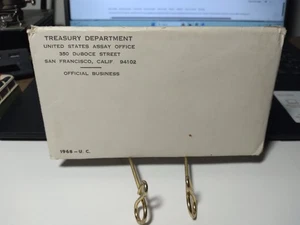 TREASURY DEPARTMENT
UNITED STATES ASSAY OFFICE
350 DuBOCE STREET
SAN FRANCISCO, CALIF. 94102
OFFICIAL BUSINESS
1968-U.C.